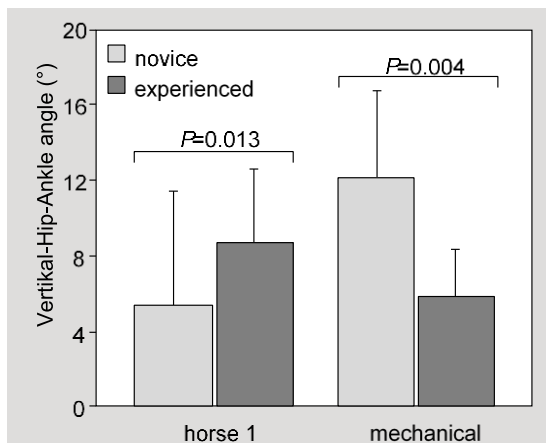 Vertikal-Hip-Ankle angle (°)
20
16
12
8
4
0
novice
experienced
P=0.013
P=0.004
horse 1
mechanical